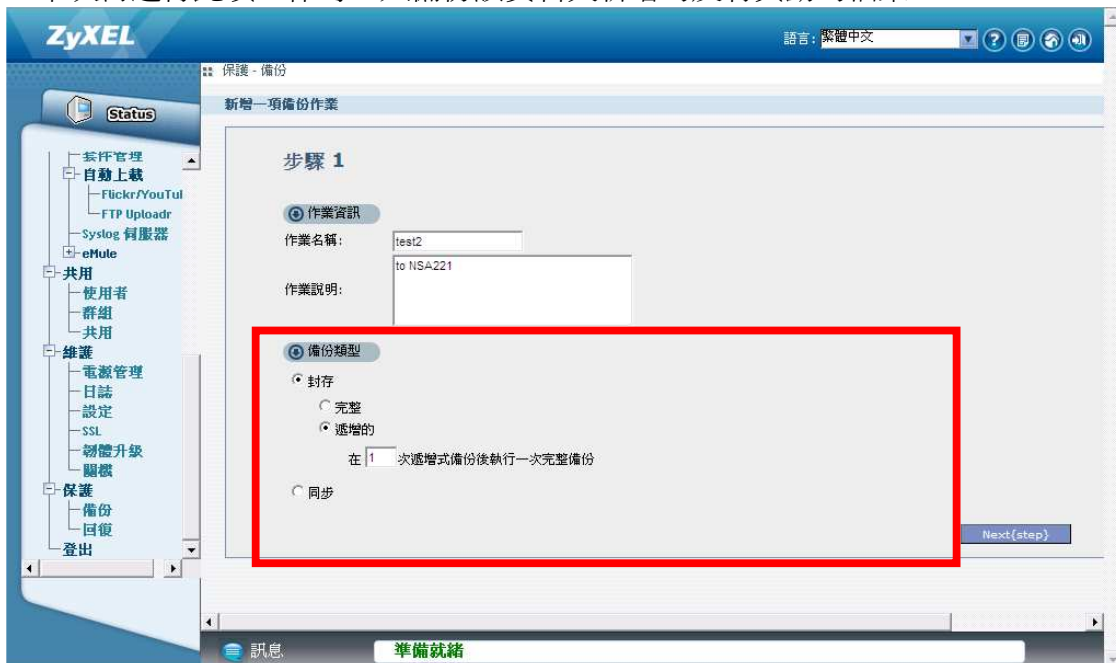 ZyXEL
語言: 繁體中文
保護 - 備份
Status
新增一項備份作業
套件管理
自動上載
Flickr/YouTul
FTP Uploadr
Syslog 伺服器
eMule
共用
使用者
群組
共用
維護
電源管理
日誌
設定
SSL
韌體升級
關機
保護
備份
回復
登出
步驟 1
作業資訊
作業名稱: test2
作業說明: to NSA221
備份類型
封存
完整
遞增的
在 1 次遞增式備份後執行一次完整備份
同步
Next{step}
訊息
準備就緒